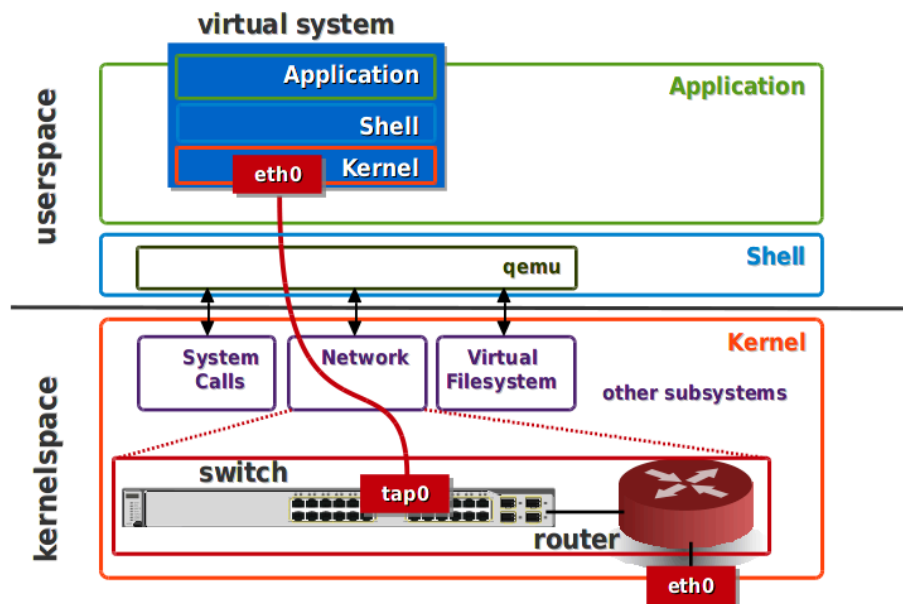 virtual system
Application
Application
Shell
Kernel
eth0
userspace
Shell
qemu
Kernel
System
Calls
Network
Virtual
Filesystem
other subsystems
kernelspace
switch
tap0
router
eth0